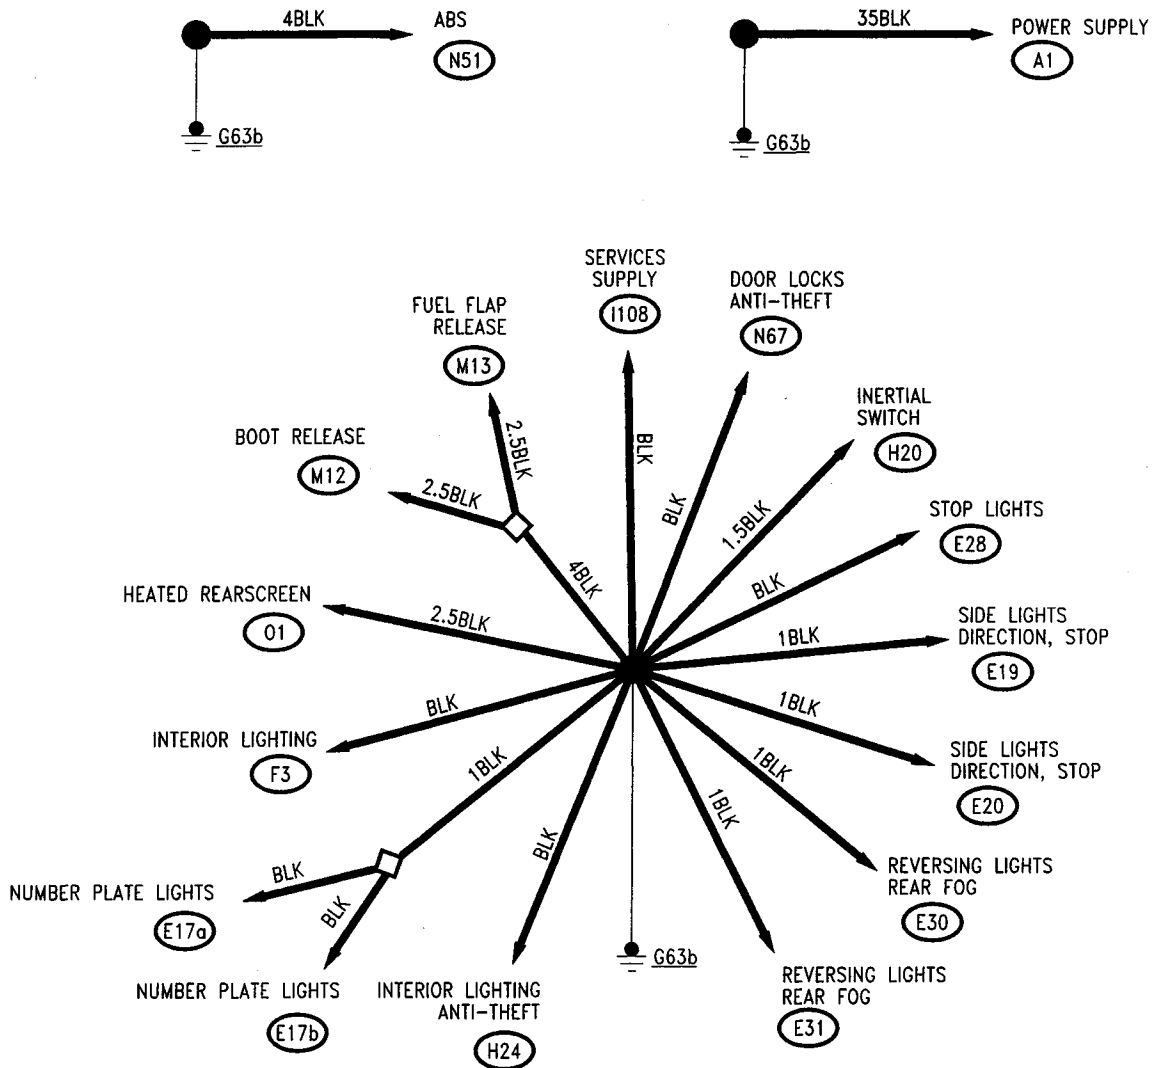 4BLK
ABS
N51
G63b
35BLK
POWER SUPPLY
A1
G63b
SERVICES
SUPPLY
I108
DOOR LOCKS
ANTI-THEFT
N67
FUEL FLAP
RELEASE
M13
INERTIAL
SWITCH
H20
BOOT RELEASE
M12
2.5BLK
2.5BLK
BLK
BLK
1.5BLK
STOP LIGHTS
E28
4BLK
BLK
HEATED REARSCREEN
O1
2.5BLK
1BLK
SIDE LIGHTS
DIRECTION, STOP
E19
BLK
1BLK
INTERIOR LIGHTING
F3
1BLK
1BLK
SIDE LIGHTS
DIRECTION, STOP
E20
1BLK
BLK
REVERSING LIGHTS
REAR FOG
E30
NUMBER PLATE LIGHTS
E17a
BLK
BLK
NUMBER PLATE LIGHTS
E17b
INTERIOR LIGHTING
ANTI-THEFT
H24
G63b
REVERSING LIGHTS
REAR FOG
E31